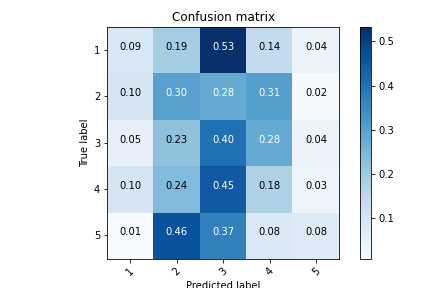 Confusion matrix
1 0.09 0.19 0.53 0.14 0.04
2 0.10 0.30 0.28 0.31 0.02
3 0.05 0.23 0.40 0.28 0.04
4 0.10 0.24 0.45 0.18 0.03
5 0.01 0.46 0.37 0.08 0.08
1 2 3 4 5
True label
Predicted label
0.5
0.4
0.3
0.2
0.1